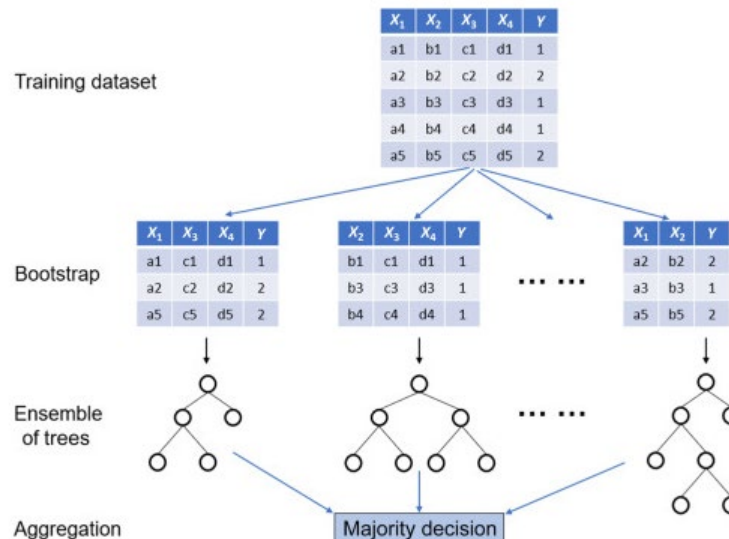 X₁ X₂ X₃ X₄ Y
a1 b1 c1 d1 1
a2 b2 c2 d2 2
Training dataset
a3 b3 c3 d3 1
a4 b4 c4 d4 1
a5 b5 c5 d5 2
X₁ X₃ X₄ Y
a1 c1 d1 1
a2 c2 d2 2
a5 c5 d5 2
X₂ X₃ X₄ Y
b1 c1 d1 1
b3 c3 d3 1
b4 c4 d4 1
... ...
X₁ X₂ Y
a2 b2 2
a3 b3 1
a5 b5 2
Bootstrap
Ensemble
of trees
... ...
Aggregation
Majority decision